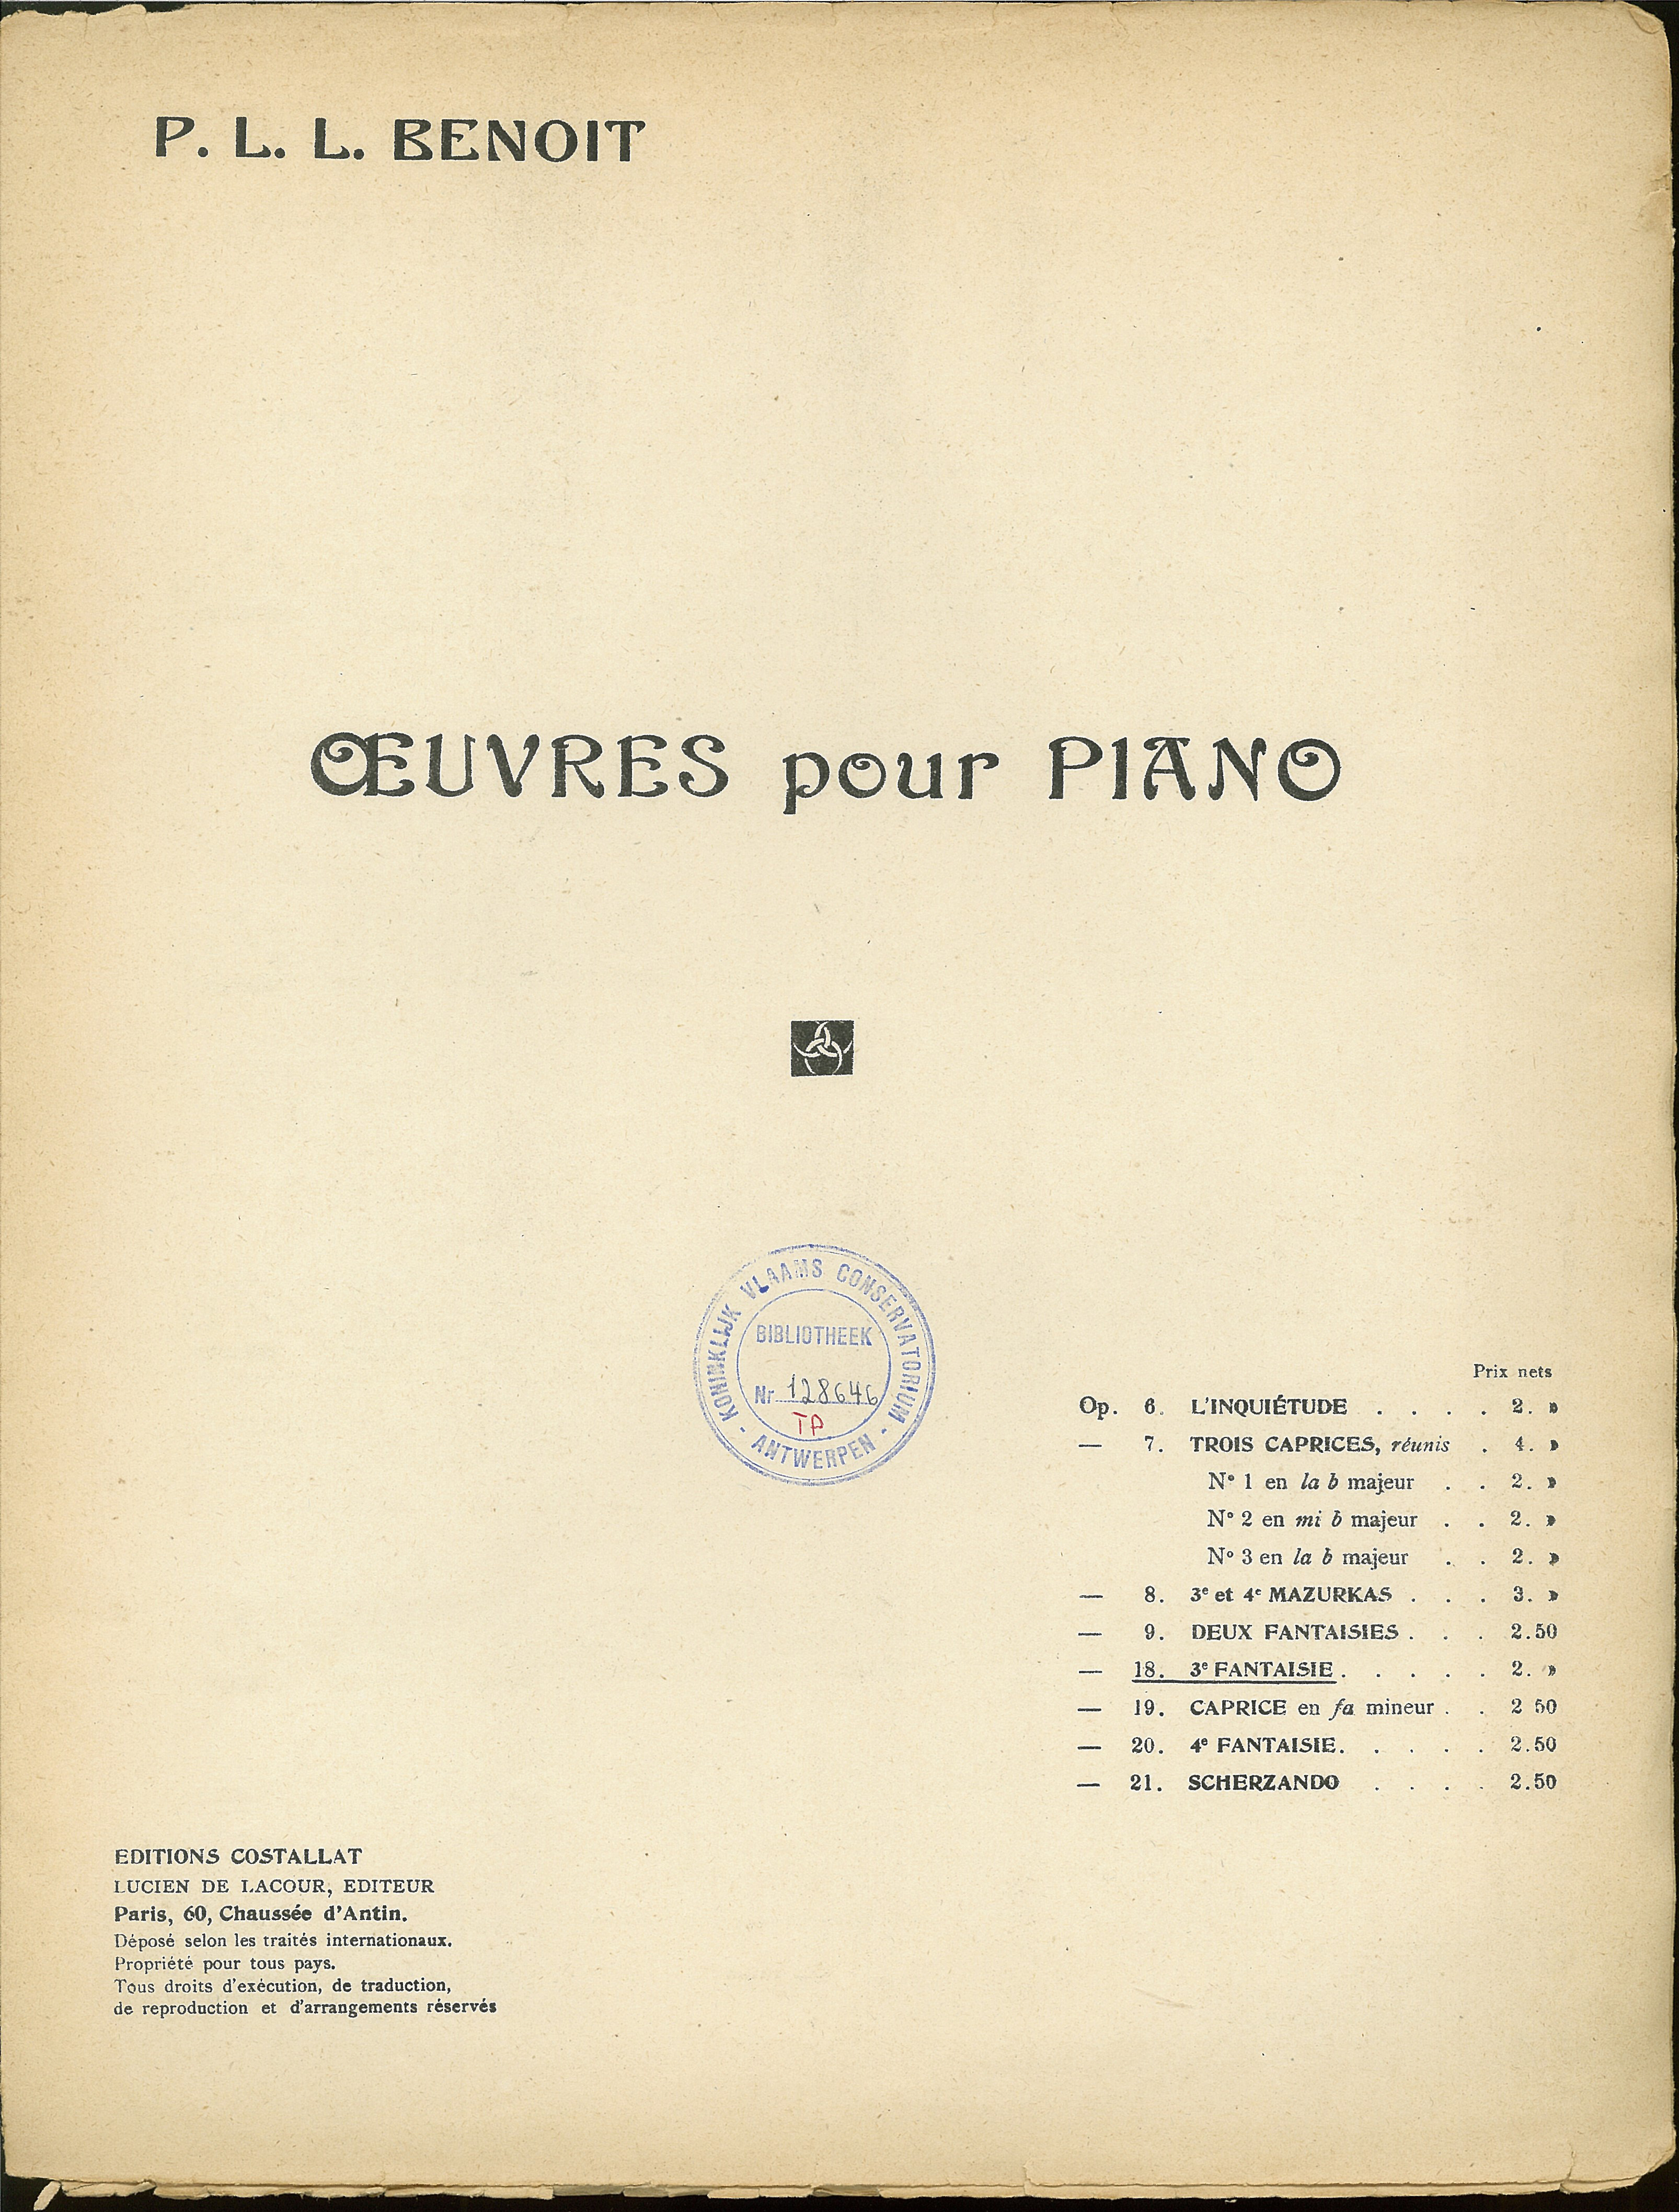 P. L. L. BENOIT
ŒUVRES pour PIANO
KONINKLIJK VLAAMS CONSERVATORIUM
BIBLIOTHEEK
Nr 128646
TP
- ANTWERPEN -
Prix nets
Op. 6. L'INQUIÉTUDE . . . . 2. »
— 7. TROIS CAPRICES, réunis . 4. »
N° 1 en la b majeur . . 2. »
N° 2 en mi b majeur . . 2. »
N° 3 en la b majeur . . 2. »
— 8. 3e et 4e MAZURKAS . . . 3. »
— 9. DEUX FANTAISIES . . . 2.50
— 18. 3e FANTAISIE . . . . . 2. »
— 19. CAPRICE en fa mineur . . 2 50
— 20. 4e FANTAISIE. . . . . 2.50
— 21. SCHERZANDO . . . . 2.50
EDITIONS COSTALLAT
LUCIEN DE LACOUR, EDITEUR
Paris, 60, Chaussée d'Antin.
Déposé selon les traités internationaux.
Propriété pour tous pays.
Tous droits d'exécution, de traduction,
de reproduction et d'arrangements réservés